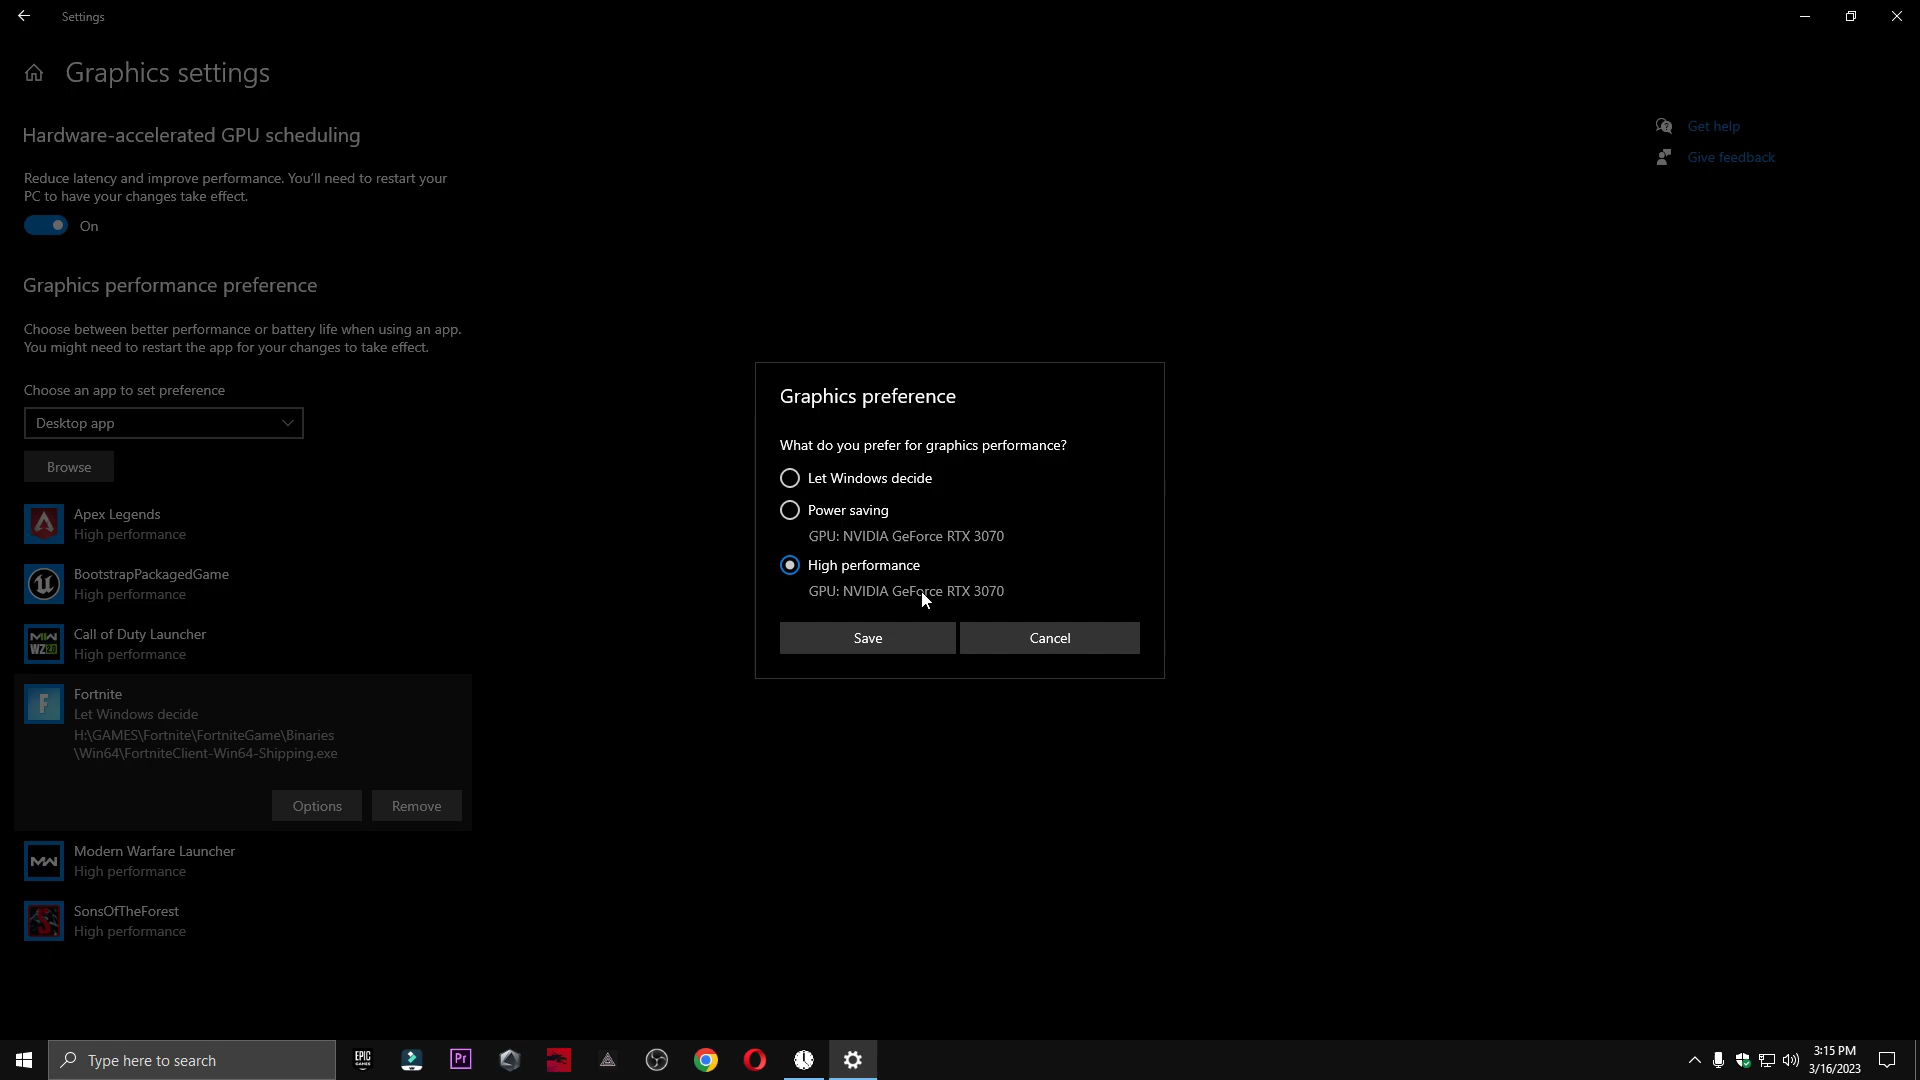 Settings
Graphics settings
Hardware-accelerated GPU scheduling
Reduce latency and improve performance. You'll need to restart your
PC to have your changes take effect.
On
Get help
Give feedback
Graphics performance preference
Choose between better performance or battery life when using an app.
You might need to restart the app for your changes to take effect.
Choose an app to set preference
Desktop app
Browse
Apex Legends
High performance
BootstrapPackagedGame
High performance
MW
WZ2.0
Call of Duty Launcher
High performance
F
Fortnite
Let Windows decide
H:\GAMES\Fortnite\FortniteGame\Binaries
\Win64\FortniteClient-Win64-Shipping.exe
Options
Remove
MW
Modern Warfare Launcher
High performance
SonsOfTheForest
High performance
Graphics preference
What do you prefer for graphics performance?
Let Windows decide
Power saving
GPU: NVIDIA GeForce RTX 3070
High performance
GPU: NVIDIA GeForce RTX 3070
Save
Cancel
Type here to search
EPIC
GAMES
Pr
3:15 PM
3/16/2023